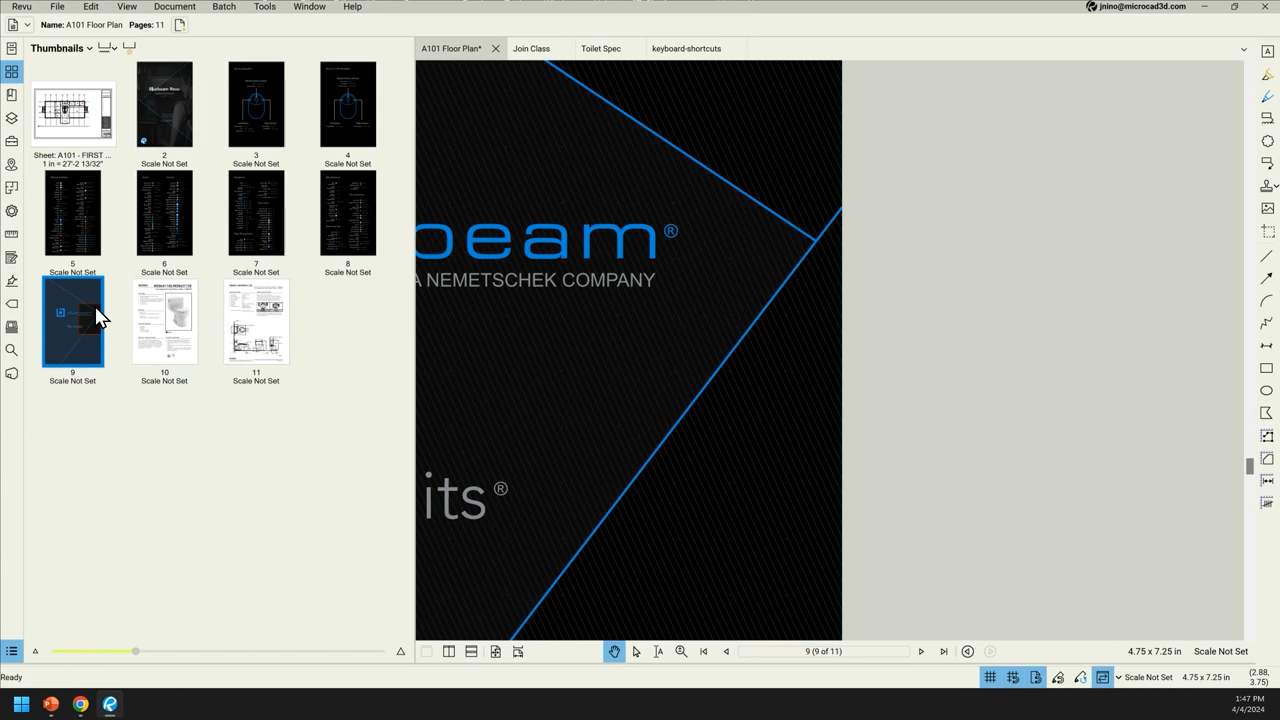 Revu File Edit View Document Batch Tools Window Help jnino@microcad3d.com
Name: A101 Floor Plan Pages: 11
Thumbnails A101 Floor Plan* Join Class Toilet Spec keyboard-shortcuts
Bluebeam Revu
Sheet: A101 - FIRST ...
1 in = 27'-2 13/32"
2
Scale Not Set
3
Scale Not Set
4
Scale Not Set
5
Scale Not Set
6
Scale Not Set
7
Scale Not Set
8
Scale Not Set
9
Scale Not Set
10
Scale Not Set
11
Scale Not Set
beam®
A NEMETSCHEK COMPANY
its®
9 (9 of 11) 4.75 x 7.25 in Scale Not Set
Ready Scale Not Set 4.75 x 7.25 in (2.88, 3.75)
1:47 PM
4/4/2024